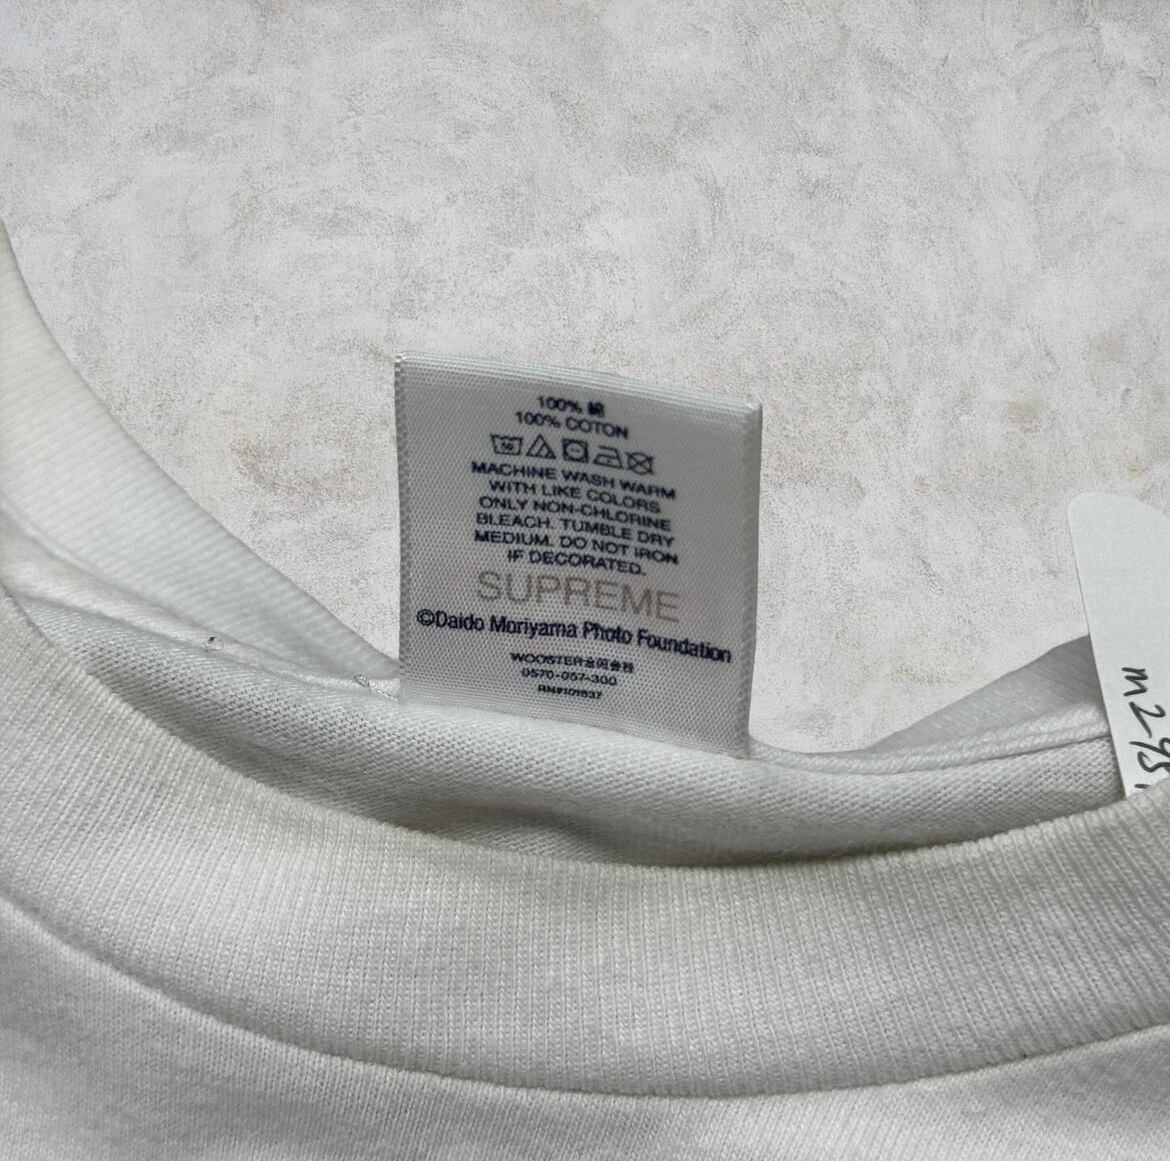 100% 綿
100% COTON
MACHINE WASH WARM
WITH LIKE COLORS
ONLY NON-CHLORINE
BLEACH. TUMBLE DRY
MEDIUM. DO NOT IRON
IF DECORATED.
SUPREME
©Daido Moriyama Photo Foundation
WOOSTER合同会社
0570-057-300
RN#101837